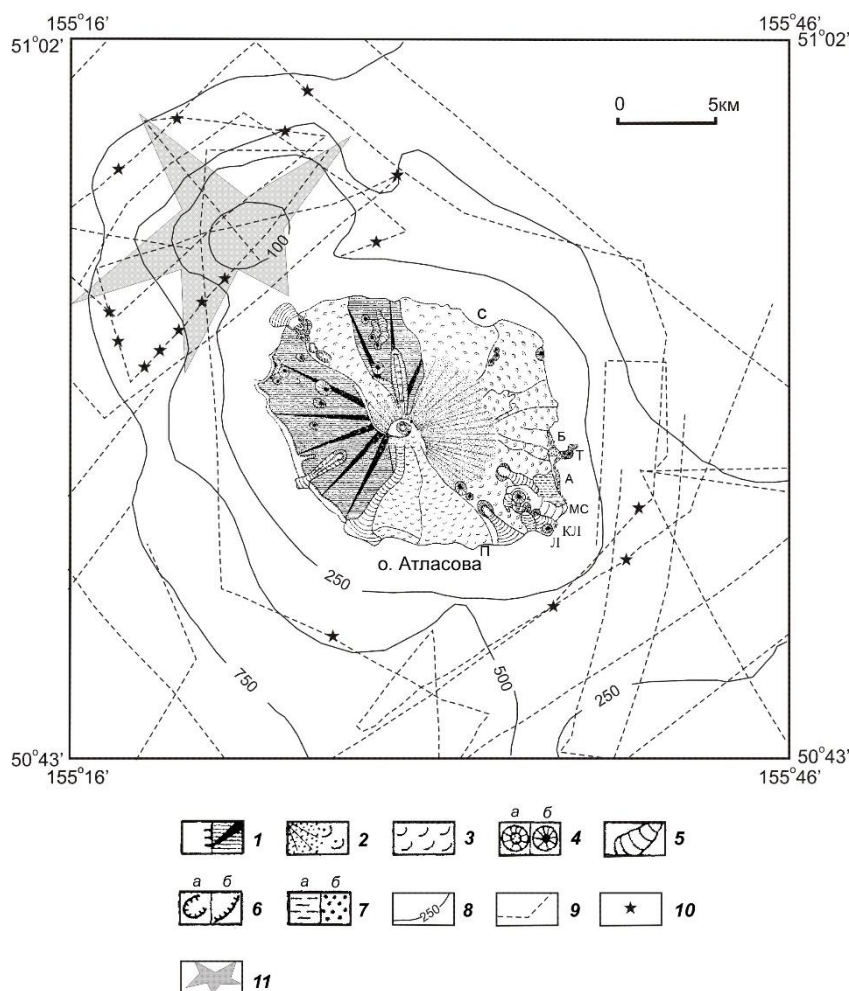 155°16‘ 155°46‘
51°02‘ 51°02‘
0 5км
100
С
Б
Т
А
МС
КЛ
Л
П
о. Атласова
250
750
500
250
50°43‘ 50°43‘
155°16‘ 155°46‘
а б а б
1 2 3 4 5
а б а б
250
6 7 8 9 10
11